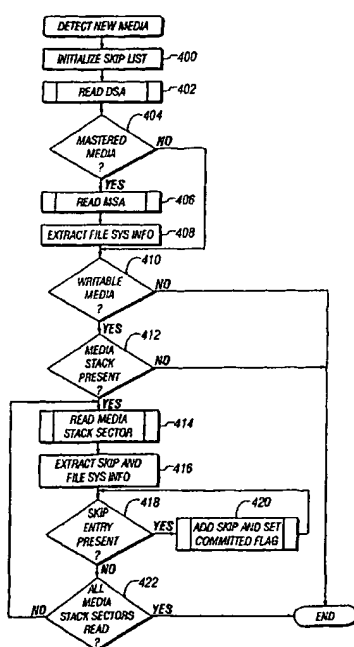 DETECT NEW MEDIA
INITIALIZE SKIP LIST
400
READ DSA
402
404
MASTERED
MEDIA
?
NO
YES
READ MSA
406
EXTRACT FILE SYS INFO
408
410
WRITABLE
MEDIA
?
NO
YES
412
MEDIA
STACK
PRESENT
?
NO
YES
READ MEDIA
STACK SECTOR
414
EXTRACT SKIP AND
FILE SYS INFO
416
418
SKIP
ENTRY
PRESENT
?
YES
420
ADD SKIP AND SET
COMMITTED FLAG
NO
422
ALL
MEDIA
STACK SECTORS
READ
?
NO
YES
END